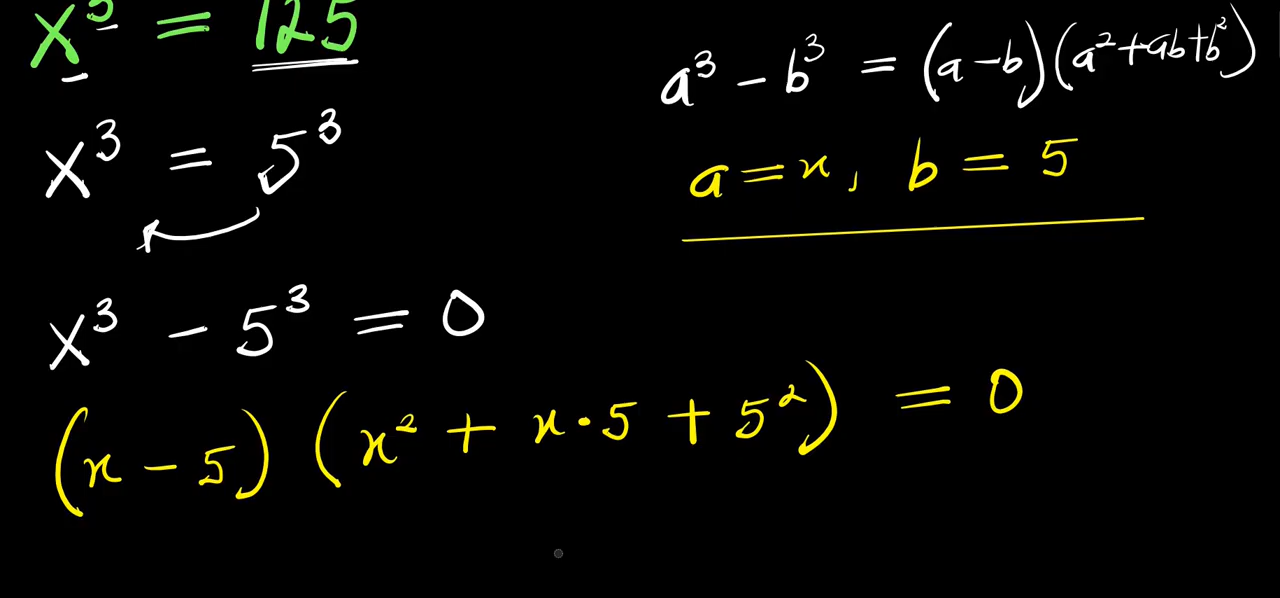 x³ = 125
x³ = 5³
x³ − 5³ = 0
(x − 5) (x² + x · 5 + 5²) = 0
a³ − b³ = (a − b)(a² + ab + b²)
a = x, b = 5